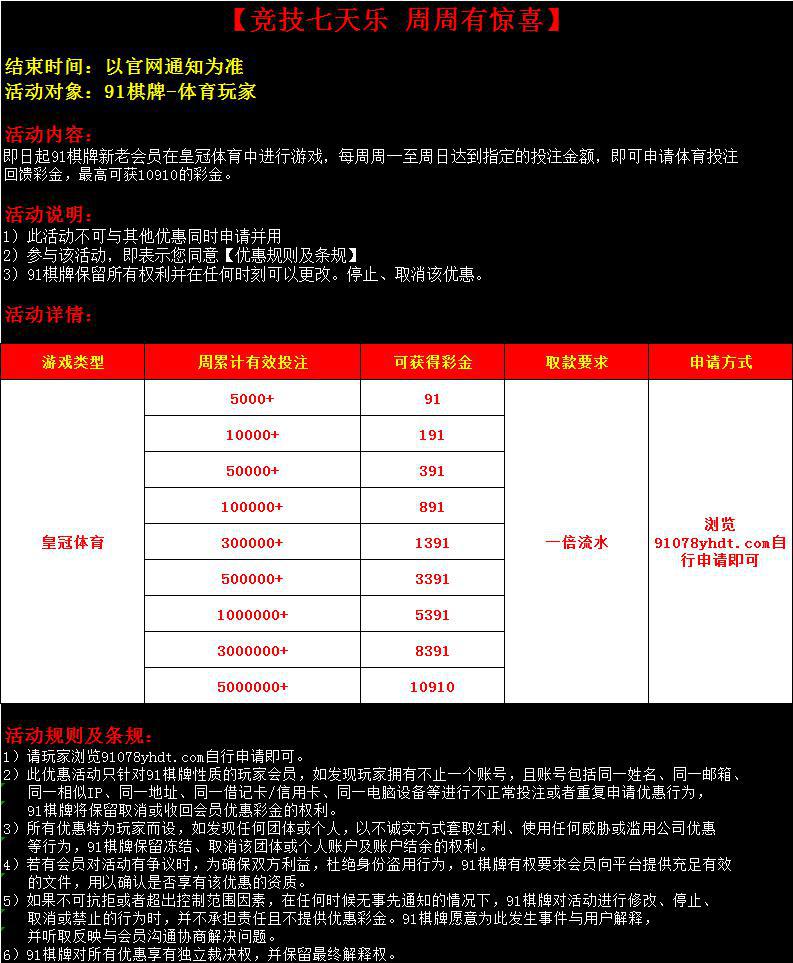 【竞技七天乐 周周有惊喜】
结束时间：以官网通知为准
活动对象：91棋牌-体育玩家
活动内容：
即日起91棋牌新老会员在皇冠体育中进行游戏，每周周一至周日达到指定的投注金额，即可申请体育投注
回馈彩金，最高可获10910的彩金。
活动说明：
1）此活动不可与其他优惠同时申请并用
2）参与该活动，即表示您同意【优惠规则及条规】
3）91棋牌保留所有权利并在任何时刻可以更改。停止、取消该优惠。
活动详情：
游戏类型 周累计有效投注 可获得彩金 取款要求 申请方式
5000+ 91
10000+ 191
50000+ 391
100000+ 891
皇冠体育 300000+ 1391 一倍流水 浏览
91078yhdt.com自
行申请即可
500000+ 3391
1000000+ 5391
3000000+ 8391
5000000+ 10910
活动规则及条规：
1）请玩家浏览91078yhdt.com自行申请即可。
2）此优惠活动只针对91棋牌性质的玩家会员，如发现玩家拥有不止一个账号，且账号包括同一姓名、同一邮箱、
同一相似IP、同一地址、同一借记卡/信用卡、同一电脑设备等进行不正常投注或者重复申请优惠行为，
91棋牌将保留取消或收回会员优惠彩金的权利。
3）所有优惠特为玩家而设，如发现任何团体或个人，以不诚实方式套取红利、使用任何威胁或滥用公司优惠
等行为，91棋牌保留冻结、取消该团体或个人账户及账户结余的权利。
4）若有会员对活动有争议时，为确保双方利益，杜绝身份盗用行为，91棋牌有权要求会员向平台提供充足有效
的文件，用以确认是否享有该优惠的资质。
5）如果不可抗拒或者超出控制范围因素，在任何时候无事先通知的情况下，91棋牌对活动进行修改、停止、
取消或禁止的行为时，并不承担责任且不提供优惠彩金。91棋牌愿意为此发生事件与用户解释，
并听取反映与会员沟通协商解决问题。
6）91棋牌对所有优惠享有独立裁决权，并保留最终解释权。